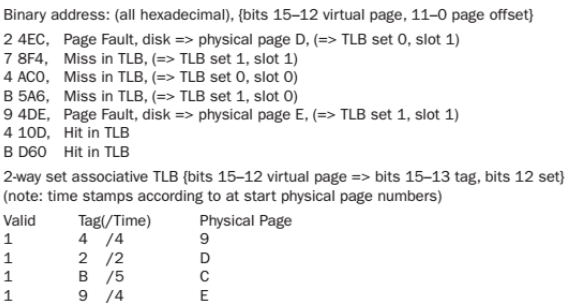 Binary address: (all hexadecimal), {bits 15–12 virtual page, 11–0 page offset}
2 4EC, Page Fault, disk => physical page D, (=> TLB set 0, slot 1)
7 8F4, Miss in TLB, (=> TLB set 1, slot 1)
4 AC0, Miss in TLB, (=> TLB set 0, slot 0)
B 5A6, Miss in TLB, (=> TLB set 1, slot 0)
9 4DE, Page Fault, disk => physical page E, (=> TLB set 1, slot 1)
4 10D, Hit in TLB
B D60 Hit in TLB
2-way set associative TLB {bits 15–12 virtual page => bits 15–13 tag, bits 12 set}
(note: time stamps according to at start physical page numbers)
Valid Tag(/Time) Physical Page
1 4 /4 9
1 2 /2 D
1 B /5 C
1 9 /4 E